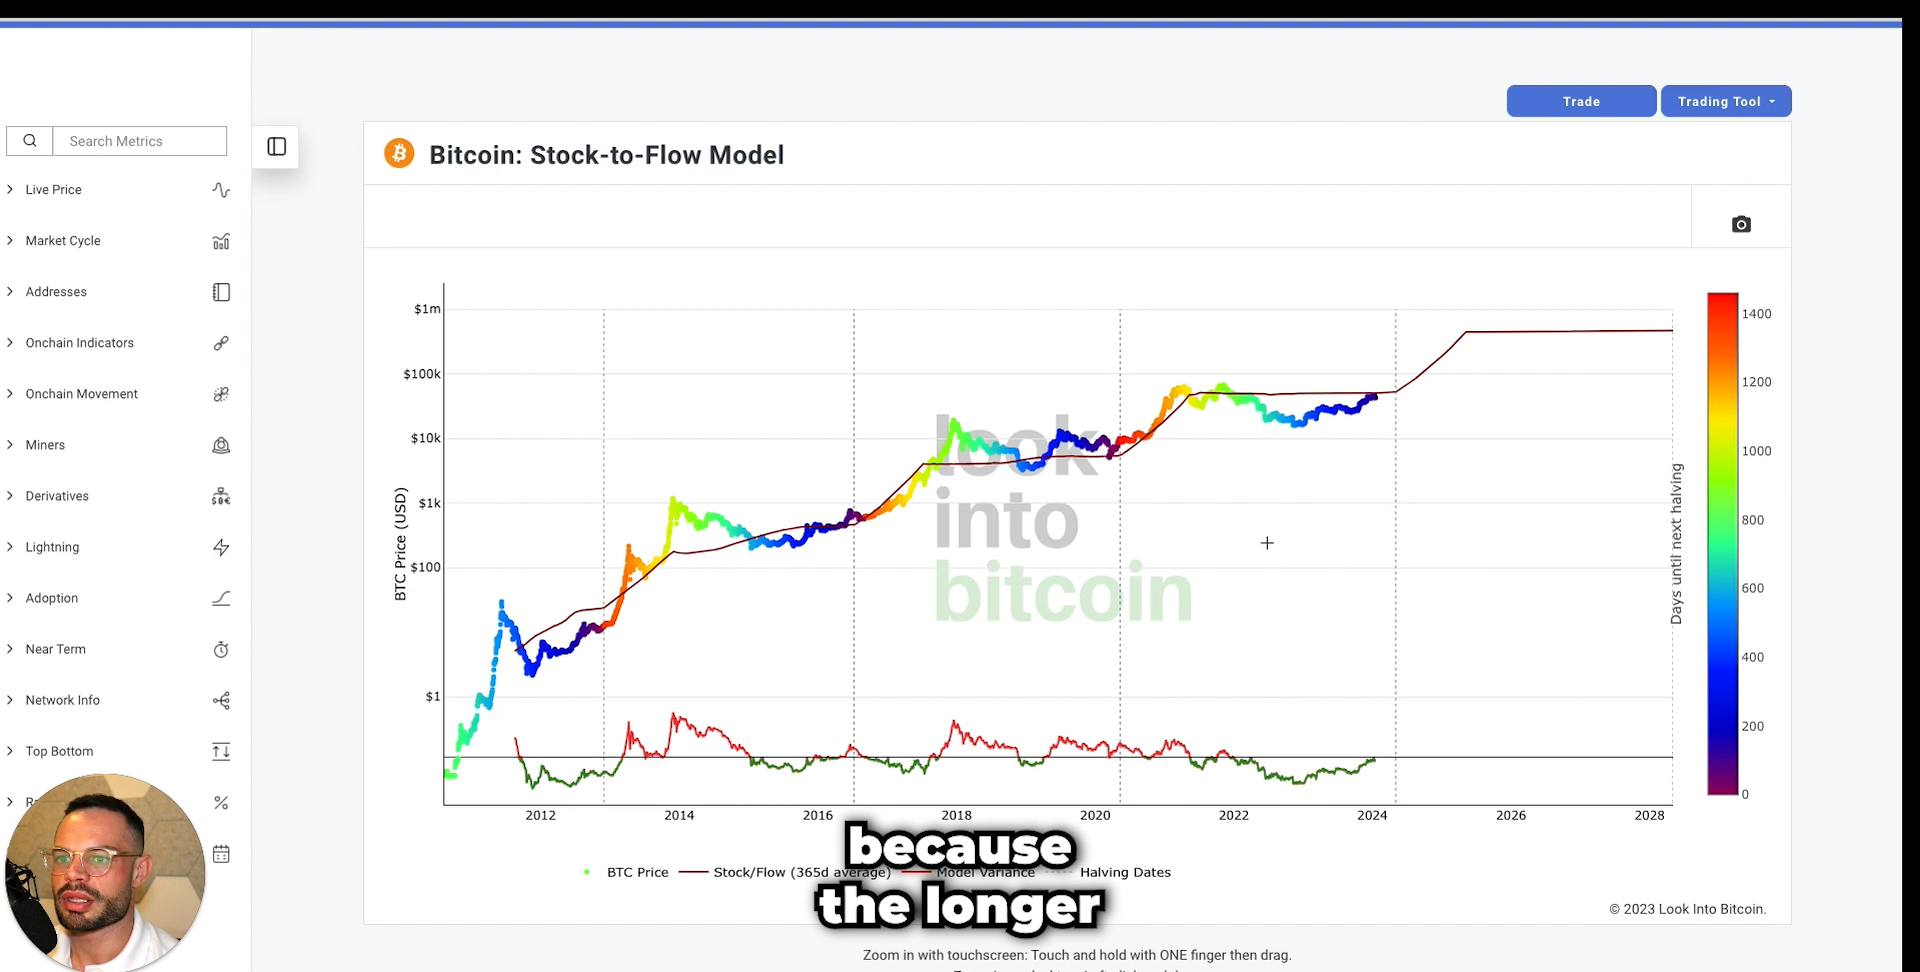 Trade
Trading Tool
Search Metrics
Bitcoin: Stock-to-Flow Model
Live Price
Market Cycle
Addresses
Onchain Indicators
Onchain Movement
Miners
Derivatives
Lightning
Adoption
Near Term
Network Info
Top Bottom
$1m
$100k
$10k
$1k
$100
$1
BTC Price (USD)
look
into
bitcoin
Days until next halving
1400
1200
1000
800
600
400
200
0
2012
2014
2016
2018
2020
2022
2024
2026
2028
BTC Price
Stock/Flow (365d average)
Model Variance
Halving Dates
because
the longer
© 2023 Look Into Bitcoin.
Zoom in with touchscreen: Touch and hold with ONE finger then drag.